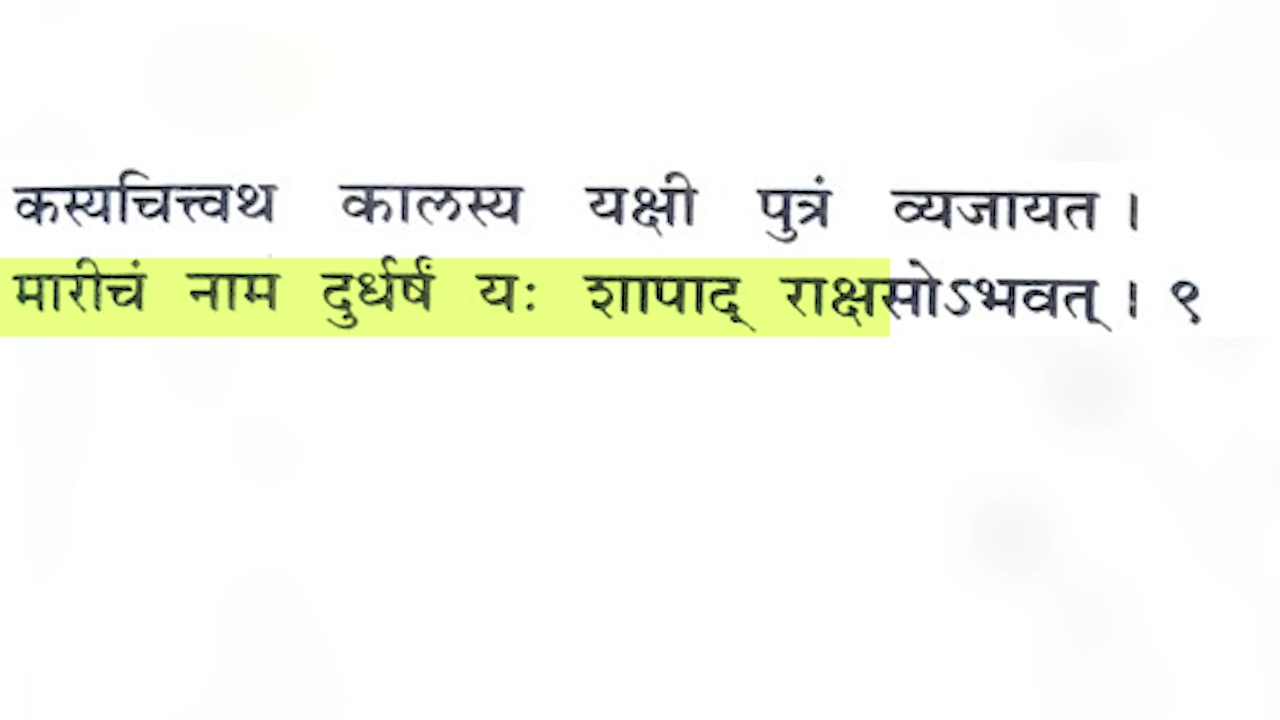 कस्यचित्त्वथ कालस्य यक्षी पुत्रं व्यजायत ।
मारीचं नाम दुर्धर्षं यः शापाद् राक्षसोऽभवत् । ९